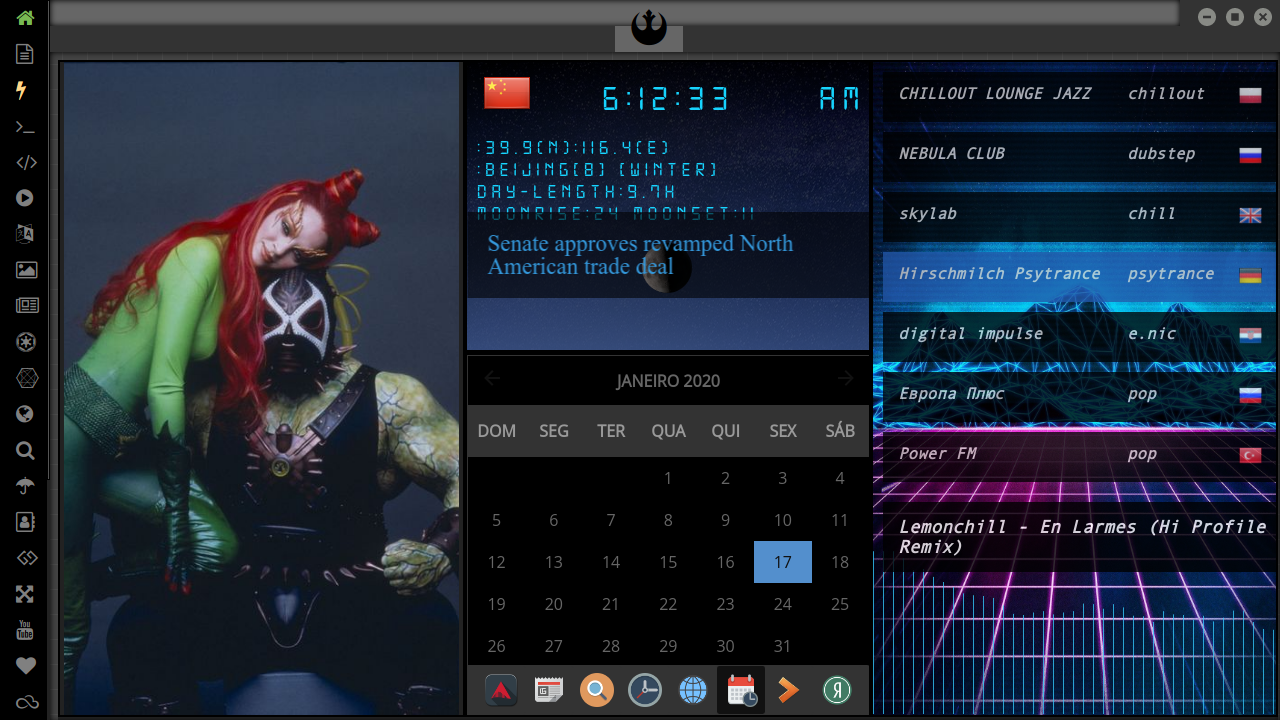 6:12:33 AM
:39.9(N):116.4(E)
:BEIJING[8] [WINTER]
DAY-LENGTH:9.7H
MOONRISE:24 MOONSET:11
Senate approves revamped North
American trade deal
JANEIRO 2020
DOM SEG TER QUA QUI SEX SÁB
1 2 3 4
5 6 7 8 9 10 11
12 13 14 15 16 17 18
19 20 21 22 23 24 25
26 27 28 29 30 31
CHILLOUT LOUNGE JAZZ chillout
NEBULA CLUB dubstep
skylab chill
Hirschmilch Psytrance psytrance
digital impulse e.nic
Европа Плюс pop
Power FM pop
Lemonchill - En Larmes (Hi Profile
Remix)
You
Tube
Я